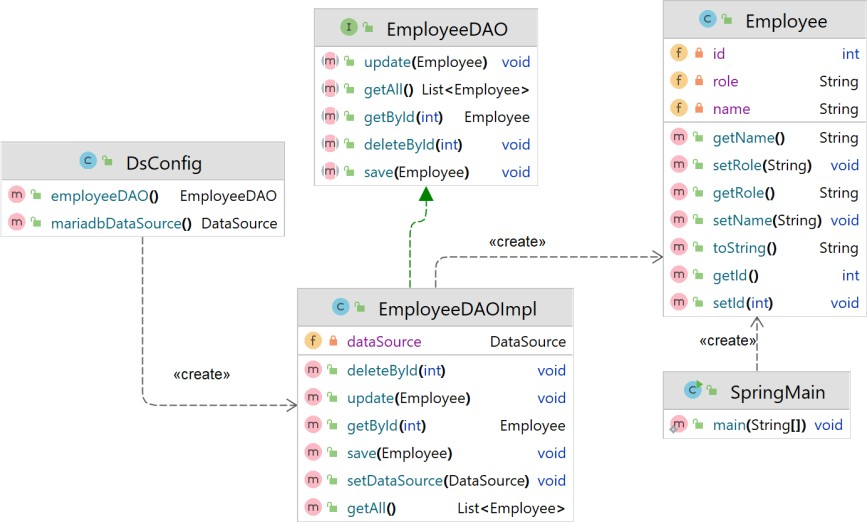 I EmployeeDAO
m update(Employee) void
m getAll() List<Employee>
m getById(int) Employee
m deleteById(int) void
m save(Employee) void
C Employee
f id int
f role String
f name String
m getName() String
m setRole(String) void
m getRole() String
m setName(String) void
m toString() String
m getId() int
m setId(int) void
C DsConfig
m employeeDAO() EmployeeDAO
m mariadbDataSource() DataSource
«create»
«create»
«create»
C EmployeeDAOImpl
f dataSource DataSource
m deleteById(int) void
m update(Employee) void
m getById(int) Employee
m save(Employee) void
m setDataSource(DataSource) void
m getAll() List<Employee>
C SpringMain
m main(String[]) void